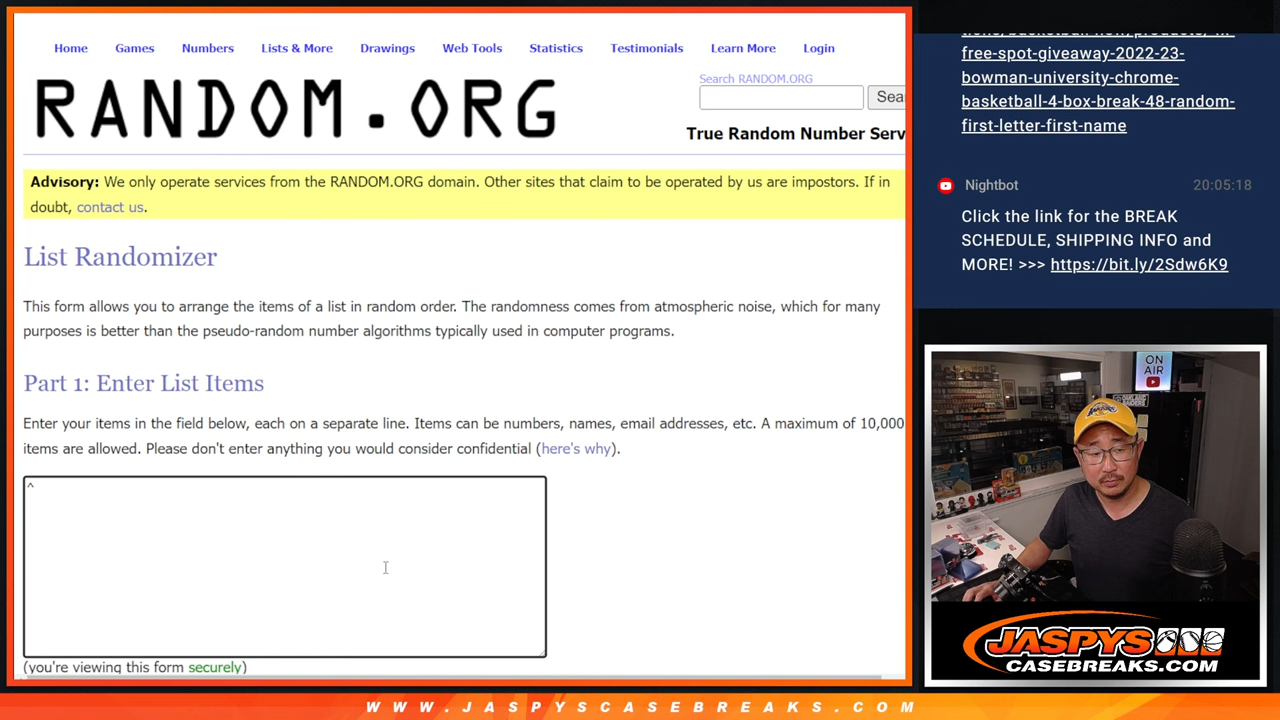 Home Games Numbers Lists & More Drawings Web Tools Statistics Testimonials Learn More Login
RANDOM.ORG
Search RANDOM.ORG
Sea
True Random Number Serv
Advisory: We only operate services from the RANDOM.ORG domain. Other sites that claim to be operated by us are impostors. If in
doubt, contact us.
List Randomizer
This form allows you to arrange the items of a list in random order. The randomness comes from atmospheric noise, which for many
purposes is better than the pseudo-random number algorithms typically used in computer programs.
Part 1: Enter List Items
Enter your items in the field below, each on a separate line. Items can be numbers, names, email addresses, etc. A maximum of 10,000
items are allowed. Please don't enter anything you would consider confidential (here's why).
^
(you're viewing this form securely)
free-spot-giveaway-2022-23-
bowman-university-chrome-
basketball-4-box-break-48-random-
first-letter-first-name
Nightbot 20:05:18
Click the link for the BREAK
SCHEDULE, SHIPPING INFO and
MORE! >>> https://bit.ly/2Sdw6K9
ON
AIR
JASPYS
CASEBREAKS.COM
WWW.JASPYSCASEBREAKS.COM